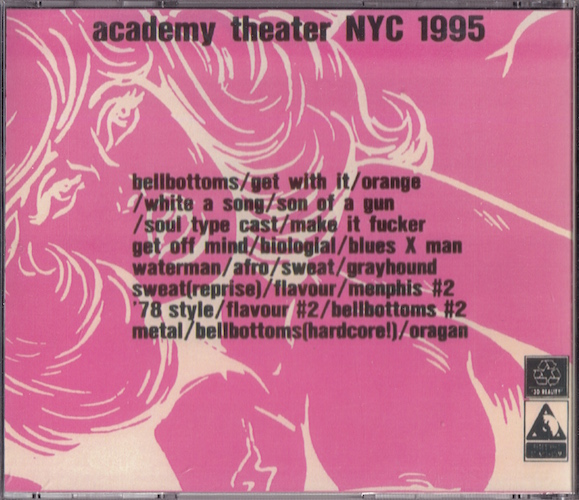 academy theater NYC 1995
bellbottoms/get with it/orange
/white a song/son of a gun
/soul type cast/make it fucker
get off mind/biologial/blues X man
waterman/afro/sweat/grayhound
sweat(reprise)/flavour/menphis #2
'78 style/flavour #2/bellbottoms #2
metal/bellbottoms(hardcore!)/oragan
"3D REALITY"